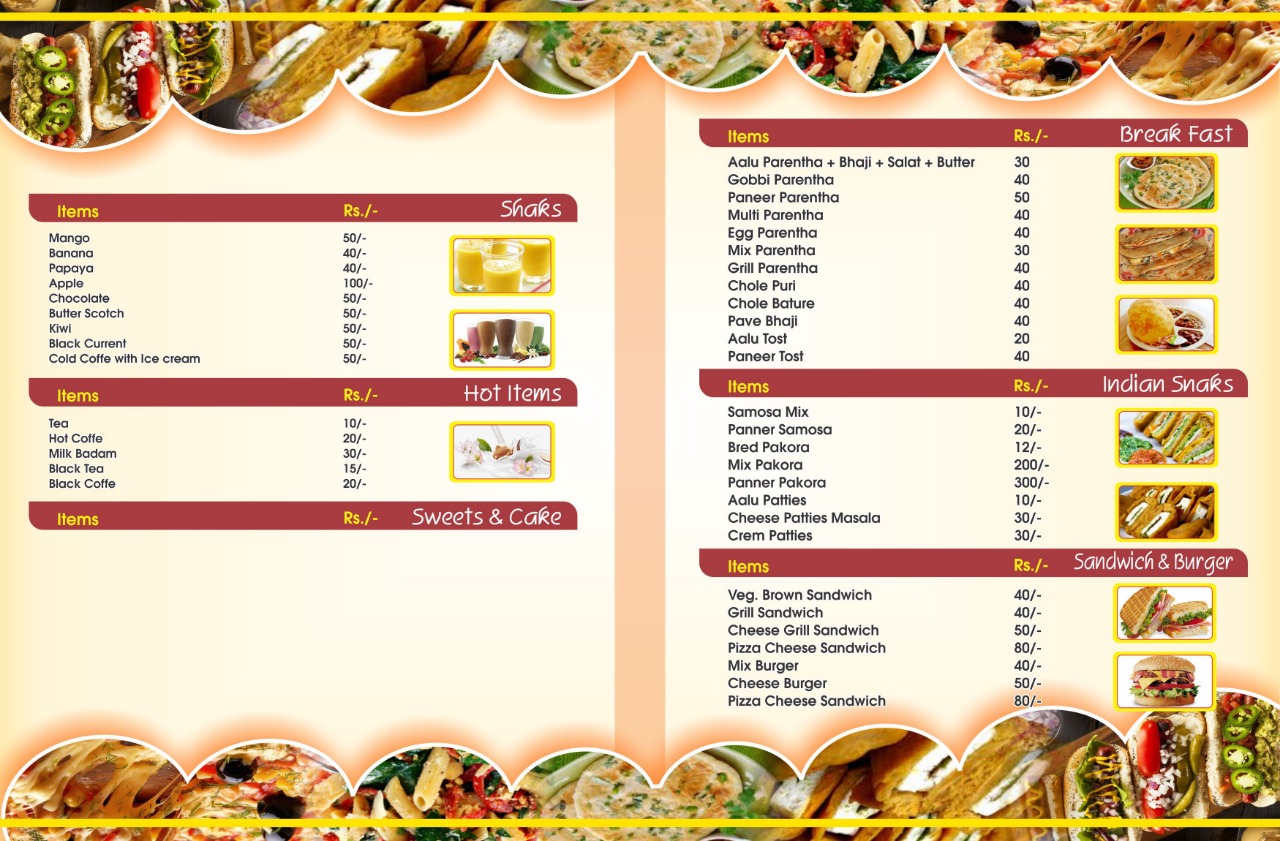 Items Rs./- Shaks
Mango 50/-
Banana 40/-
Papaya 40/-
Apple 100/-
Chocolate 50/-
Butter Scotch 50/-
Kiwi 50/-
Black Current 50/-
Cold Coffe with Ice cream 50/-
Items Rs./- Hot Items
Tea 10/-
Hot Coffe 20/-
Milk Badam 30/-
Black Tea 15/-
Black Coffe 20/-
Items Rs./- Sweets & Cake
Items Rs./- Break Fast
Aalu Parentha + Bhaji + Salat + Butter 30
Gobbi Parentha 40
Paneer Parentha 50
Multi Parentha 40
Egg Parentha 40
Mix Parentha 30
Grill Parentha 40
Chole Puri 40
Chole Bature 40
Pave Bhaji 40
Aalu Tost 20
Paneer Tost 40
Items Rs./- Indian Snaks
Samosa Mix 10/-
Panner Samosa 20/-
Bred Pakora 12/-
Mix Pakora 200/-
Panner Pakora 300/-
Aalu Patties 10/-
Cheese Patties Masala 30/-
Crem Patties 30/-
Items Rs./- Sandwich & Burger
Veg. Brown Sandwich 40/-
Grill Sandwich 40/-
Cheese Grill Sandwich 50/-
Pizza Cheese Sandwich 80/-
Mix Burger 40/-
Cheese Burger 50/-
Pizza Cheese Sandwich 80/-